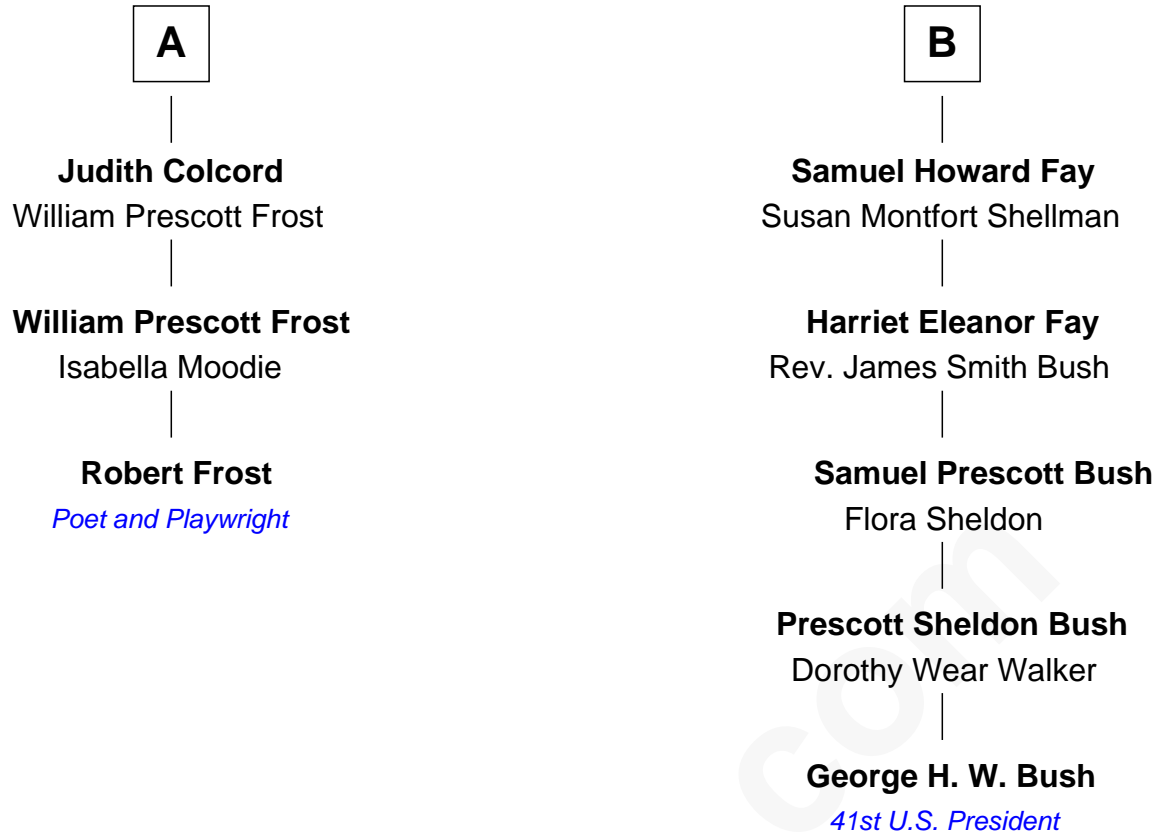 A
Judith Colcord
William Prescott Frost
William Prescott Frost
Isabella Moodie
Robert Frost
Poet and Playwright
B
Samuel Howard Fay
Susan Montfort Shellman
Harriet Eleanor Fay
Rev. James Smith Bush
Samuel Prescott Bush
Flora Sheldon
Prescott Sheldon Bush
Dorothy Wear Walker
George H. W. Bush
41st U.S. President
com